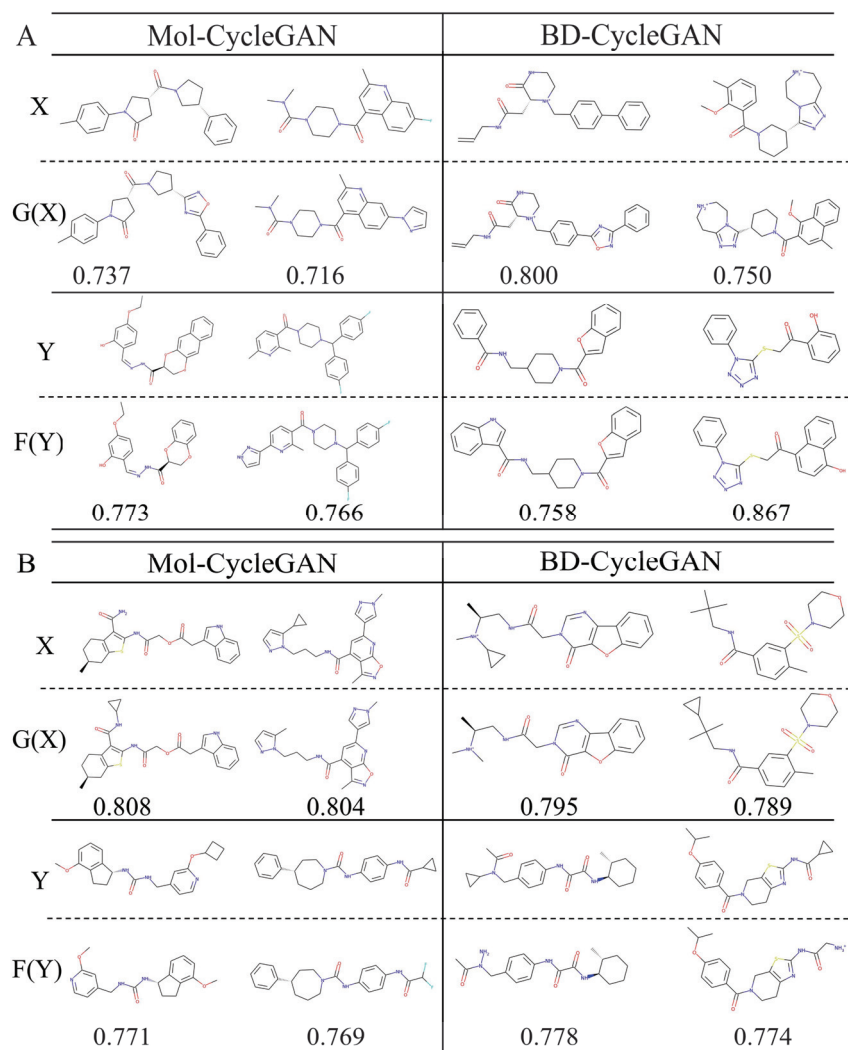 A Mol-CycleGAN BD-CycleGAN
X
G(X)
0.737 0.716 0.800 0.750
Y
F(Y)
0.773 0.766 0.758 0.867
B Mol-CycleGAN BD-CycleGAN
X
G(X)
0.808 0.804 0.795 0.789
Y
F(Y)
0.771 0.769 0.778 0.774